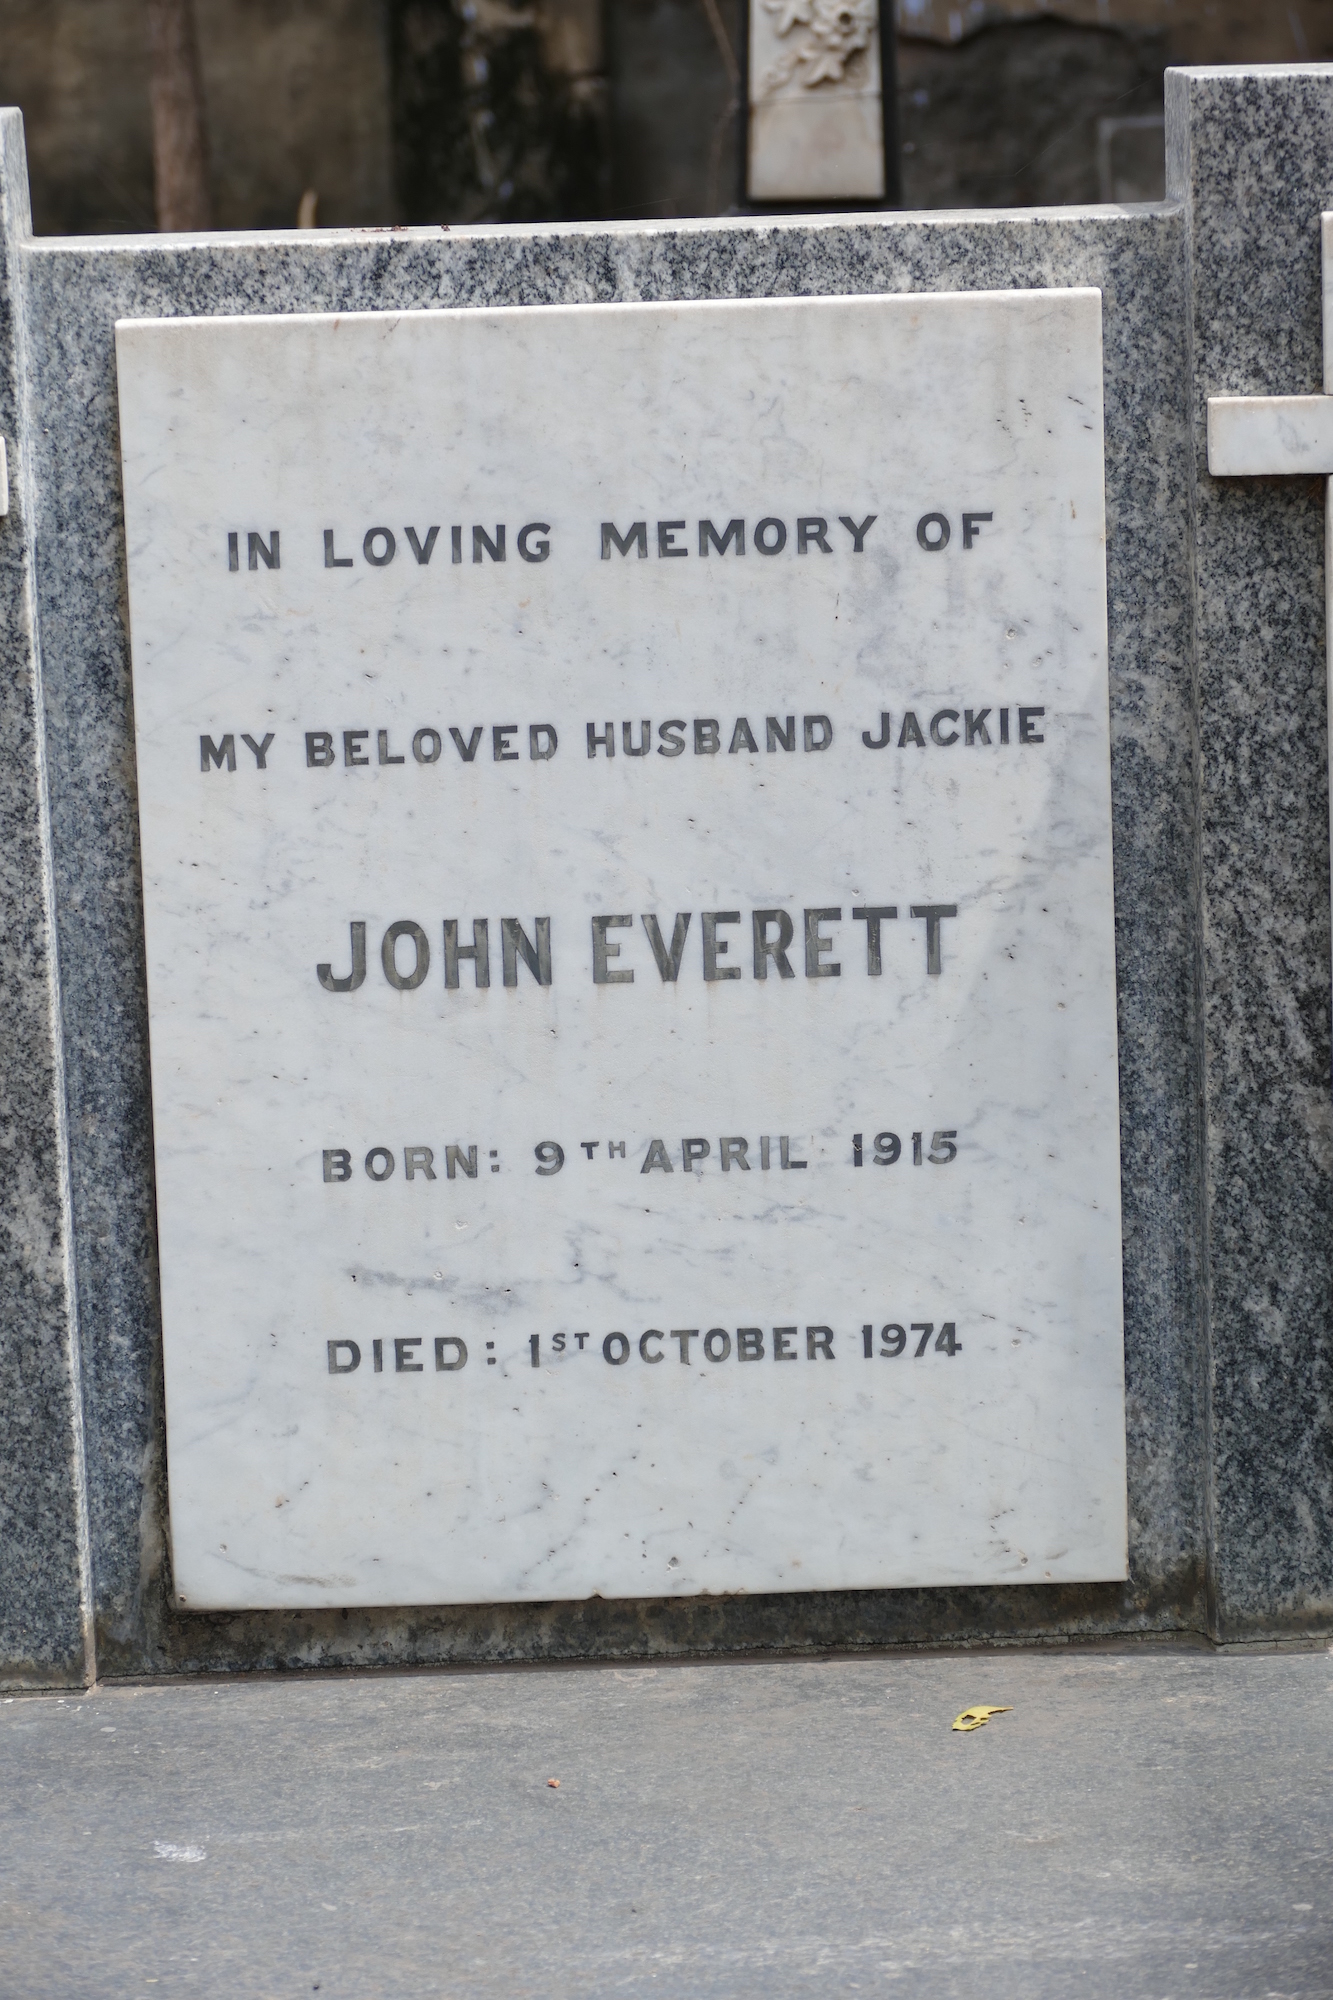 IN LOVING MEMORY OF
MY BELOVED HUSBAND JACKIE
JOHN EVERETT
BORN: 9TH APRIL 1915
DIED: 1ST OCTOBER 1974